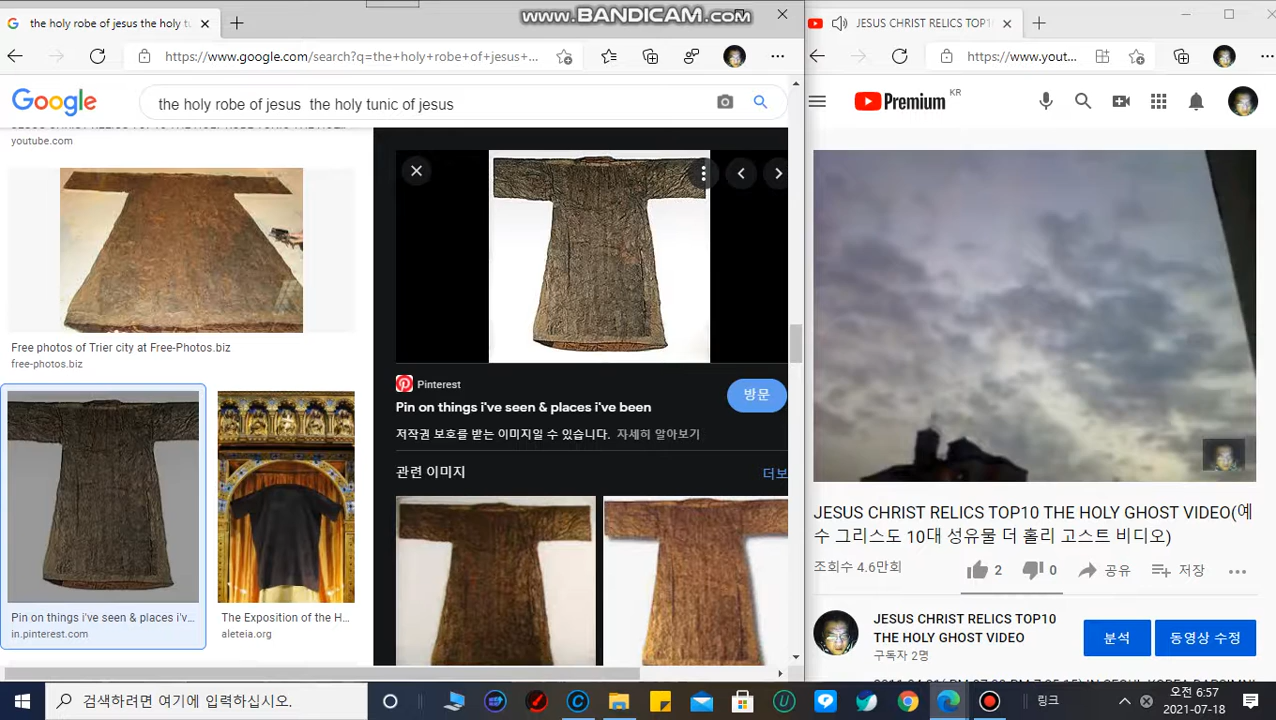 www.BANDICAM.com
the holy robe of jesus the holy tu
https://www.google.com/search?q=the+holy+robe+of+jesus+...
Google
the holy robe of jesus  the holy tunic of jesus
youtube.com
Free photos of Trier city at Free-Photos.biz
free-photos.biz
Pin on things i've seen & places i'v...
in.pinterest.com
The Exposition of the H...
aleteia.org
Pinterest
방문
Pin on things i've seen & places i've been
저작권 보호를 받는 이미지일 수 있습니다. 자세히 알아보기
관련 이미지
더보
JESUS CHRIST RELICS TOP1
https://www.yout...
Premium KR
JESUS CHRIST RELICS TOP10 THE HOLY GHOST VIDEO(예
수 그리스도 10대 성유물 더 홀리 고스트 비디오)
조회수 4.6만회
2
0
공유
저장
JESUS CHRIST RELICS TOP10
THE HOLY GHOST VIDEO
구독자 2명
분석
동영상 수정
검색하려면 여기에 입력하십시오.
링크
오전 6:57
2021-07-18